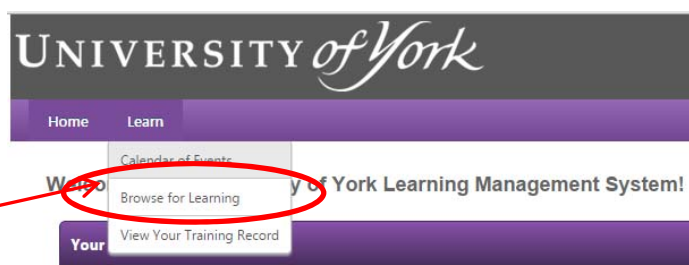 UNIVERSITY of York
Home Learn
Calendar of Events
Welco y of York Learning Management System!
Browse for Learning
View Your Training Record
Your